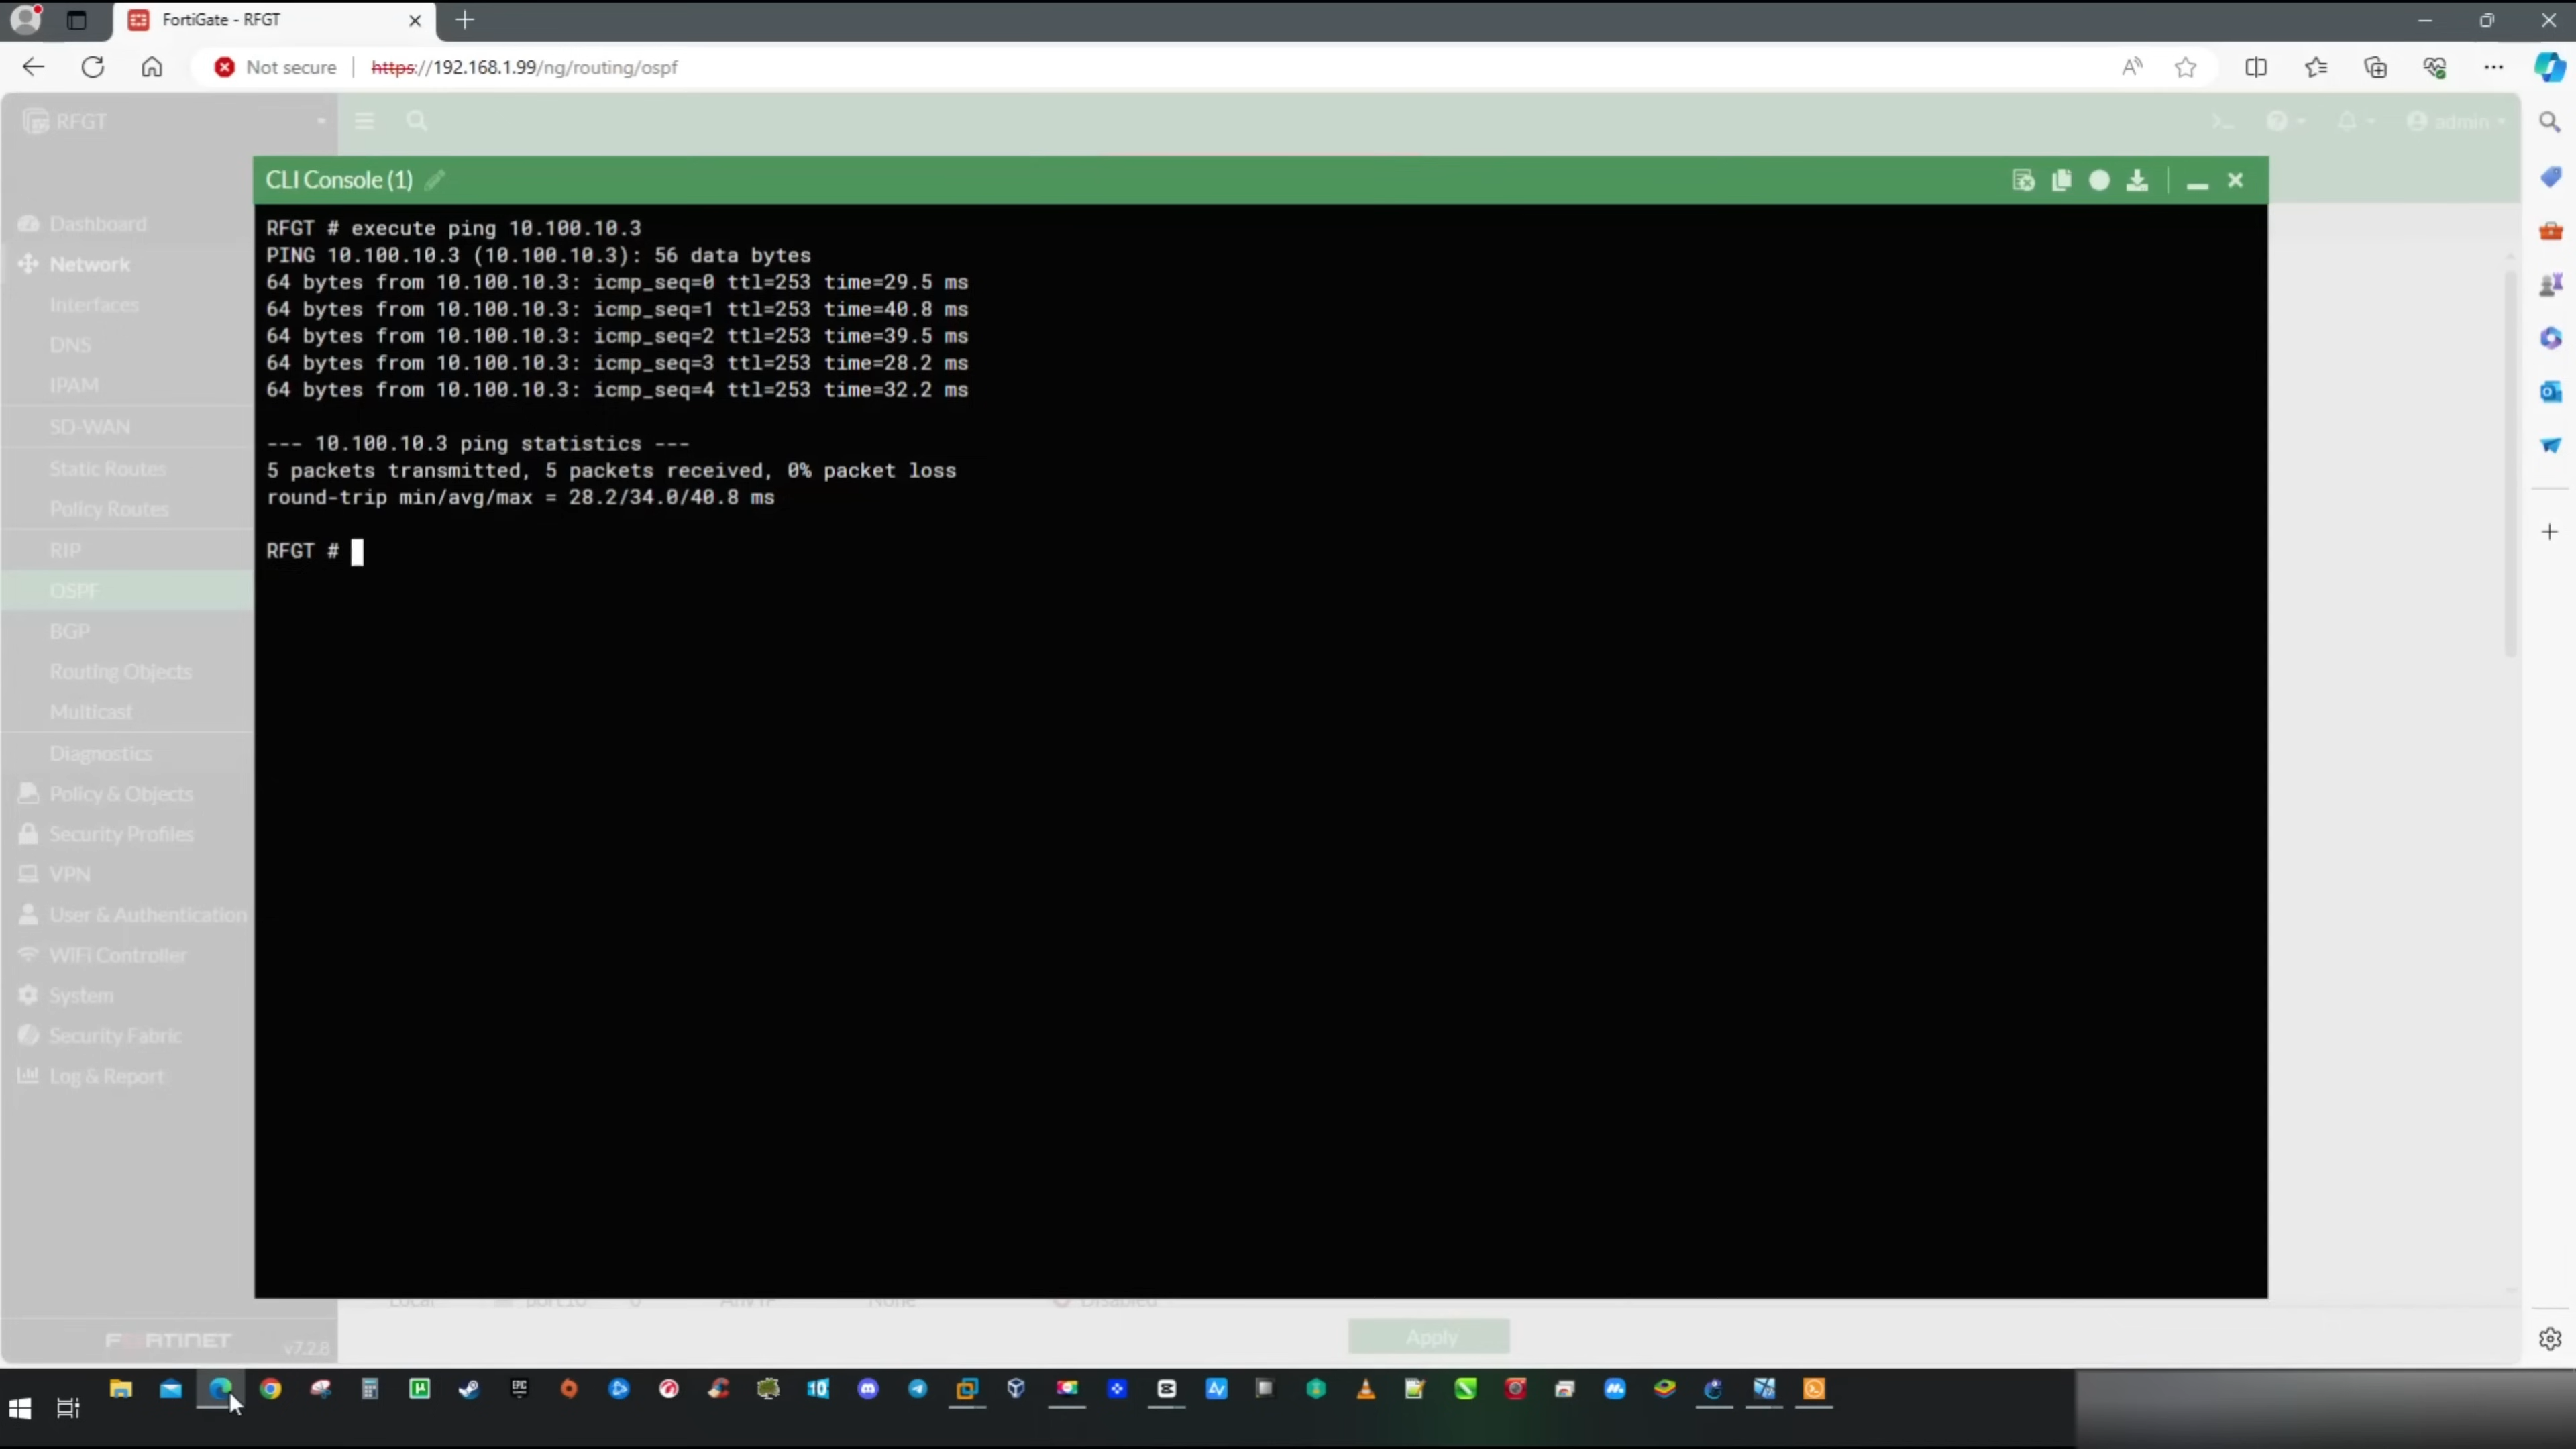 FortiGate - RFGT
Not secure
https://192.168.1.99/ng/routing/ospf
RFGT
admin
CLI Console (1)
RFGT # execute ping 10.100.10.3
PING 10.100.10.3 (10.100.10.3): 56 data bytes
64 bytes from 10.100.10.3: icmp_seq=0 ttl=253 time=29.5 ms
64 bytes from 10.100.10.3: icmp_seq=1 ttl=253 time=40.8 ms
64 bytes from 10.100.10.3: icmp_seq=2 ttl=253 time=39.5 ms
64 bytes from 10.100.10.3: icmp_seq=3 ttl=253 time=28.2 ms
64 bytes from 10.100.10.3: icmp_seq=4 ttl=253 time=32.2 ms
--- 10.100.10.3 ping statistics ---
5 packets transmitted, 5 packets received, 0% packet loss
round-trip min/avg/max = 28.2/34.0/40.8 ms
RFGT #
Dashboard
Network
Interfaces
DNS
IPAM
SD-WAN
Static Routes
Policy Routes
RIP
OSPF
BGP
Routing Objects
Multicast
Diagnostics
Policy & Objects
Security Profiles
VPN
User & Authentication
WiFi Controller
System
Security Fabric
Log & Report
Disabled
FORTINET v7.2.8
Apply